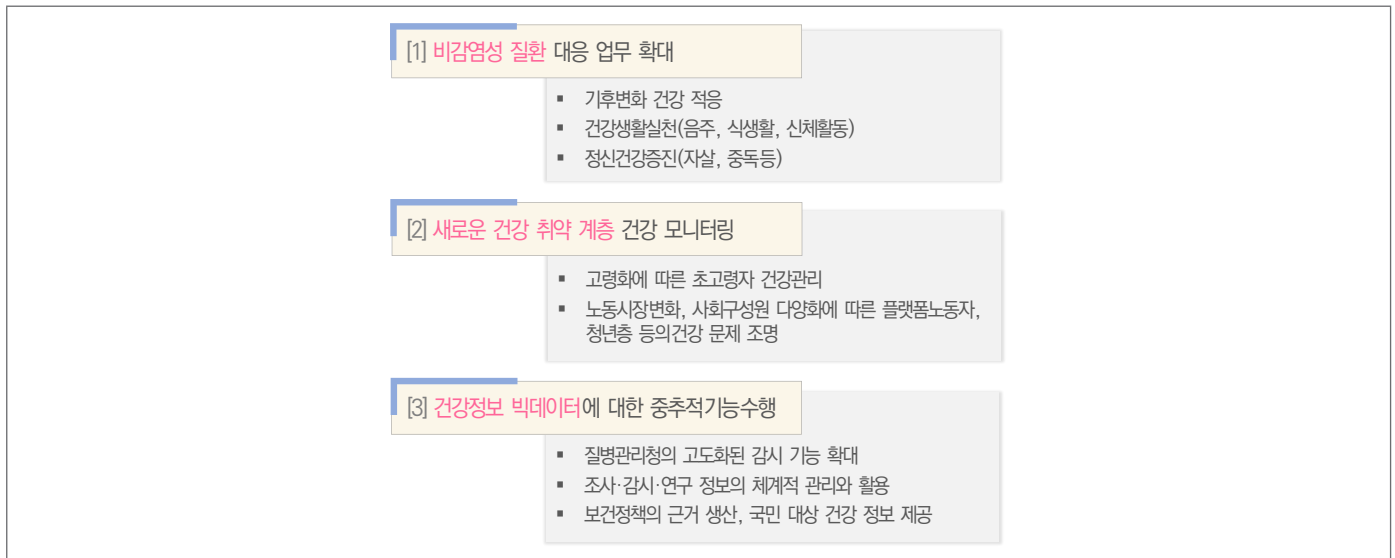 [1] 비감염성 질환 대응 업무 확대
▪ 기후변화 건강 적응
▪ 건강생활실천(음주, 식생활, 신체활동)
▪ 정신건강증진(자살, 중독등)
[2] 새로운 건강 취약 계층 건강 모니터링
▪ 고령화에 따른 초고령자 건강관리
▪ 노동시장변화, 사회구성원 다양화에 따른 플랫폼노동자,
청년층 등의건강 문제 조명
[3] 건강정보 빅데이터에 대한 중추적기능수행
▪ 질병관리청의 고도화된 감시 기능 확대
▪ 조사·감시·연구 정보의 체계적 관리와 활용
▪ 보건정책의 근거 생산, 국민 대상 건강 정보 제공